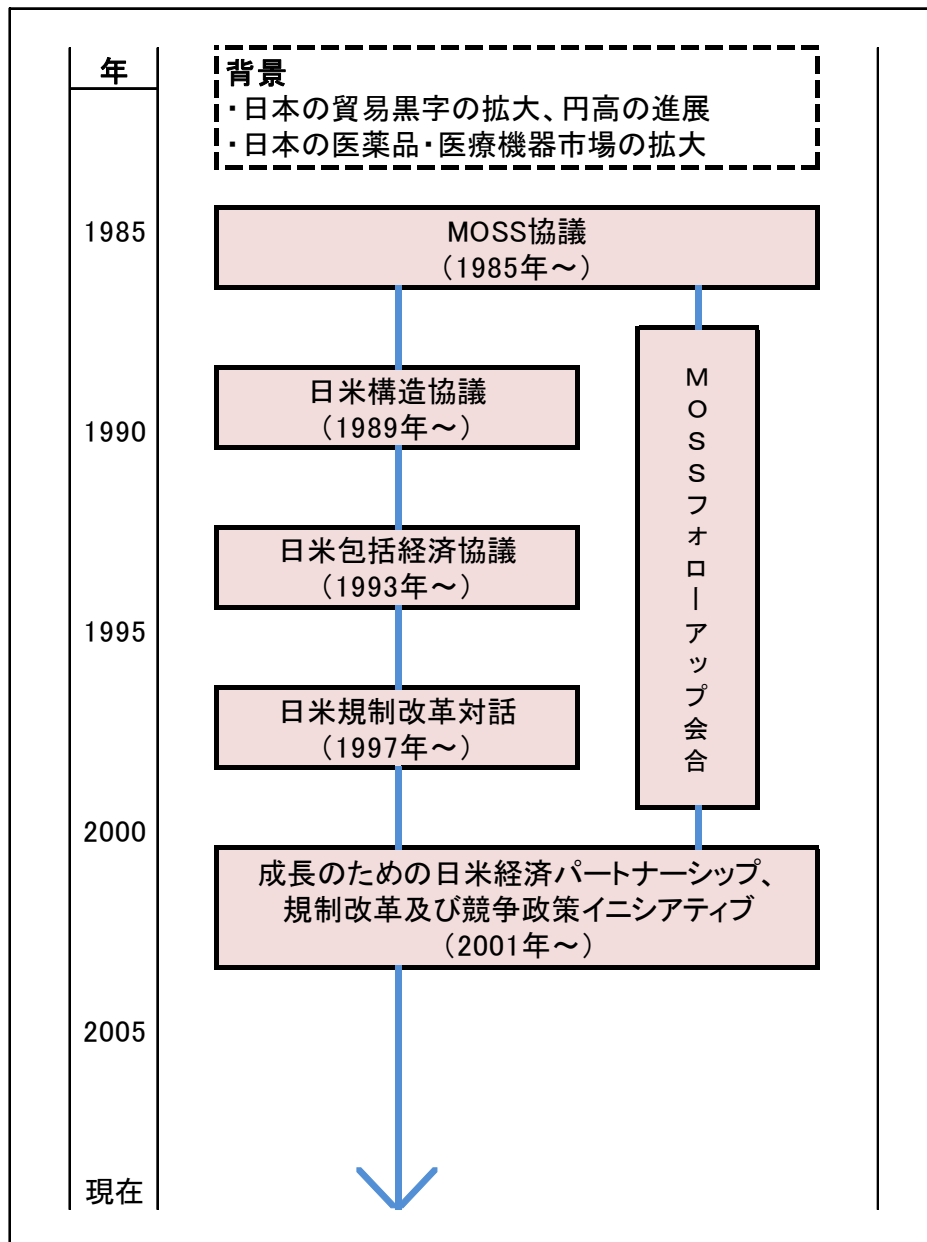 年
背景
・日本の貿易黒字の拡大、円高の進展
・日本の医薬品・医療機器市場の拡大
1985
MOSS協議
（1985年～）
MOSSフォローアップ会合
日米構造協議
（1989年～）
1990
日米包括経済協議
（1993年～）
1995
日米規制改革対話
（1997年～）
2000
成長のための日米経済パートナーシップ、
規制改革及び競争政策イニシアティブ
（2001年～）
2005
現在